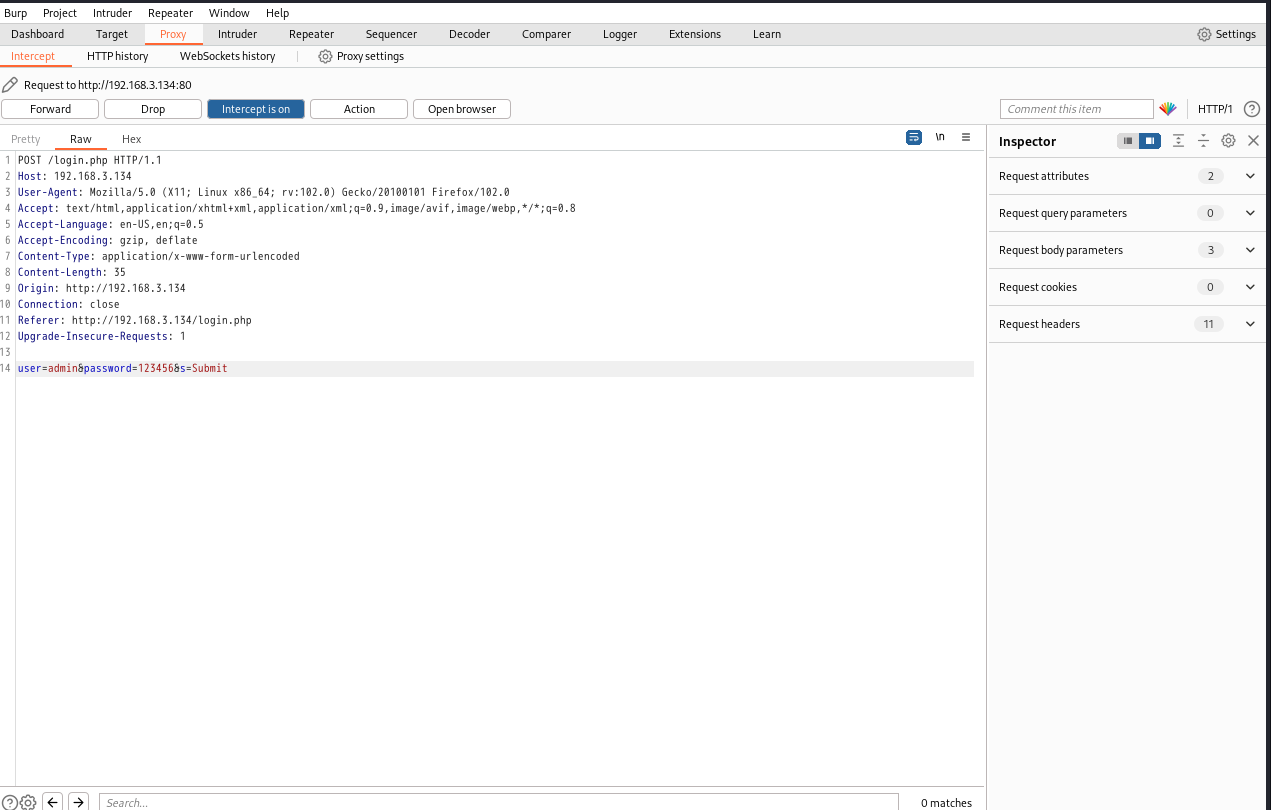 Burp Project Intruder Repeater Window Help
Dashboard Target Proxy Intruder Repeater Sequencer Decoder Comparer Logger Extensions Learn Settings
Intercept HTTP history WebSockets history Proxy settings
Request to http://192.168.3.134:80
Forward Drop Intercept is on Action Open browser Comment this item HTTP/1 ?
Pretty Raw Hex \n
Inspector
1 POST /login.php HTTP/1.1
2 Host: 192.168.3.134
3 User-Agent: Mozilla/5.0 (X11; Linux x86_64; rv:102.0) Gecko/20100101 Firefox/102.0
4 Accept: text/html,application/xhtml+xml,application/xml;q=0.9,image/avif,image/webp,*/*;q=0.8
5 Accept-Language: en-US,en;q=0.5
6 Accept-Encoding: gzip, deflate
7 Content-Type: application/x-www-form-urlencoded
8 Content-Length: 35
9 Origin: http://192.168.3.134
10 Connection: close
11 Referer: http://192.168.3.134/login.php
12 Upgrade-Insecure-Requests: 1
13
14 user=admin&password=123456&s=Submit
Request attributes 2
Request query parameters 0
Request body parameters 3
Request cookies 0
Request headers 11
? Search... 0 matches